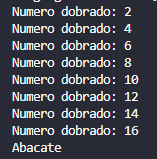 Numero dobrado: 2
Numero dobrado: 4
Numero dobrado: 6
Numero dobrado: 8
Numero dobrado: 10
Numero dobrado: 12
Numero dobrado: 14
Numero dobrado: 16
Abacate